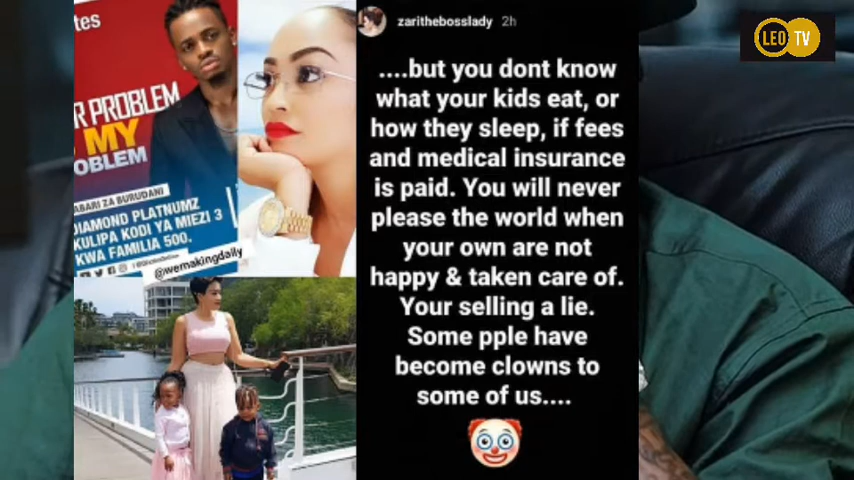 tes
R PROBLEM
MY
OBLEM
ABARI ZA BURUDANI
DIAMOND PLATNUMZ
KULIPA KODI YA MIEZI 3
KWA FAMILIA 500.
@wemakingdaily
zarithebosslady 2h
....but you dont know
what your kids eat, or
how they sleep, if fees
and medical insurance
is paid. You will never
please the world when
your own are not
happy & taken care of.
Your selling a lie.
Some pple have
become clowns to
some of us....
LEO TV